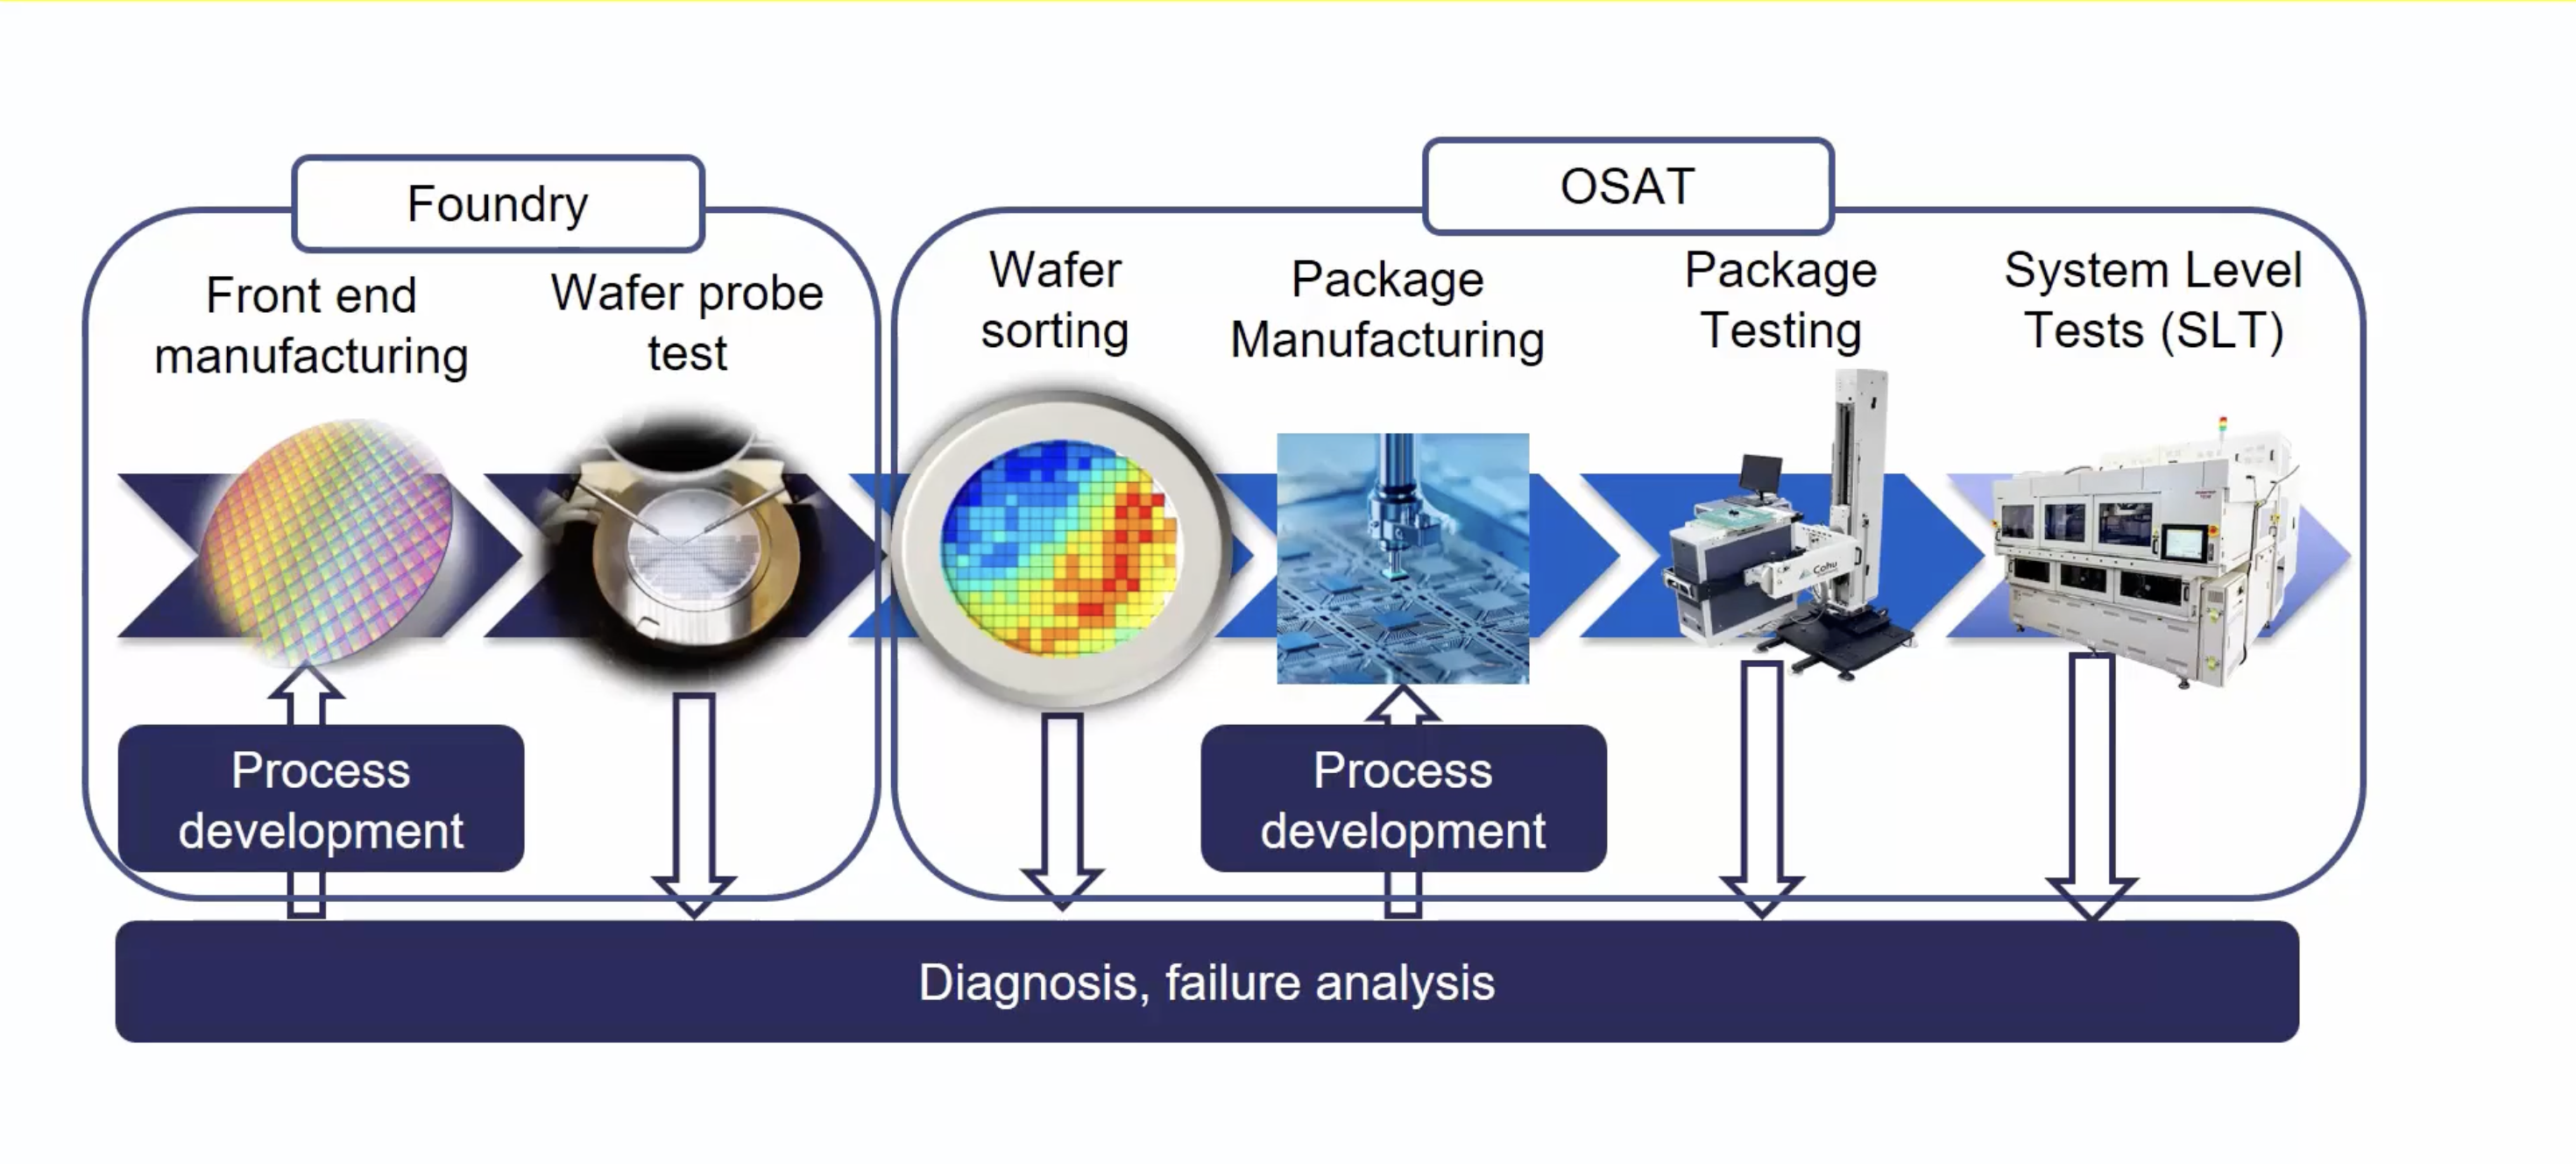 Foundry
OSAT
Front end
manufacturing
Wafer probe
test
Wafer
sorting
Package
Manufacturing
Package
Testing
System Level
Tests (SLT)
Cohu
Process
development
Process
development
Diagnosis, failure analysis